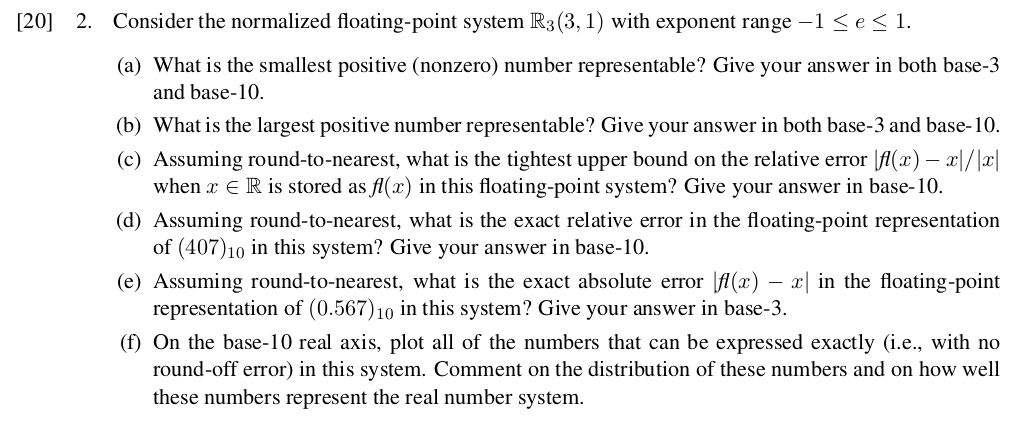 [20] 2. Consider the normalized floating-point system ℝ₃(3, 1) with exponent range −1 ≤ e ≤ 1.
(a) What is the smallest positive (nonzero) number representable? Give your answer in both base-3
and base-10.
(b) What is the largest positive number representable? Give your answer in both base-3 and base-10.
(c) Assuming round-to-nearest, what is the tightest upper bound on the relative error |fl(x) − x|/|x|
when x ∈ ℝ is stored as fl(x) in this floating-point system? Give your answer in base-10.
(d) Assuming round-to-nearest, what is the exact relative error in the floating-point representation
of (407)₁₀ in this system? Give your answer in base-10.
(e) Assuming round-to-nearest, what is the exact absolute error |fl(x) − x| in the floating-point
representation of (0.567)₁₀ in this system? Give your answer in base-3.
(f) On the base-10 real axis, plot all of the numbers that can be expressed exactly (i.e., with no
round-off error) in this system. Comment on the distribution of these numbers and on how well
these numbers represent the real number system.